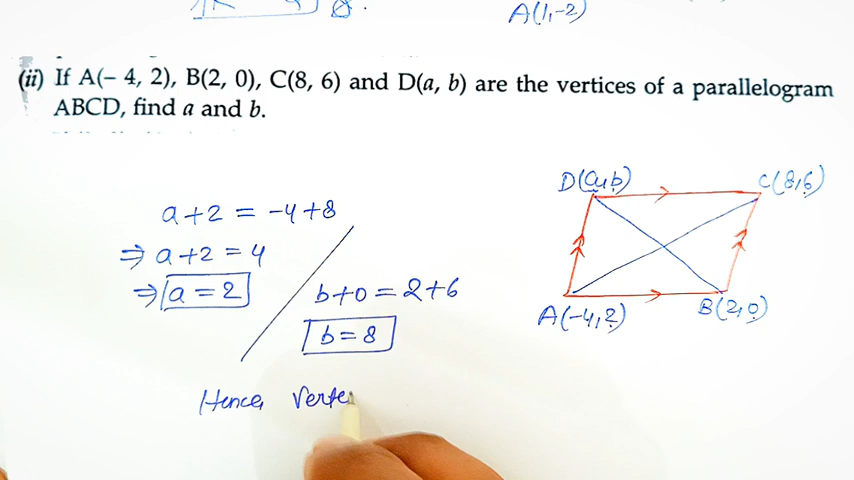 A(1,-2)
(ii) If A(– 4, 2), B(2, 0), C(8, 6) and D(a, b) are the vertices of a parallelogram
ABCD, find a and b.
D(a,b) C(8,6)
a+2 = -4+8
⇒ a+2 = 4
⇒ a = 2
b+0 = 2+6
b = 8
A(-4,2) B(2,0)
Hence, Verte